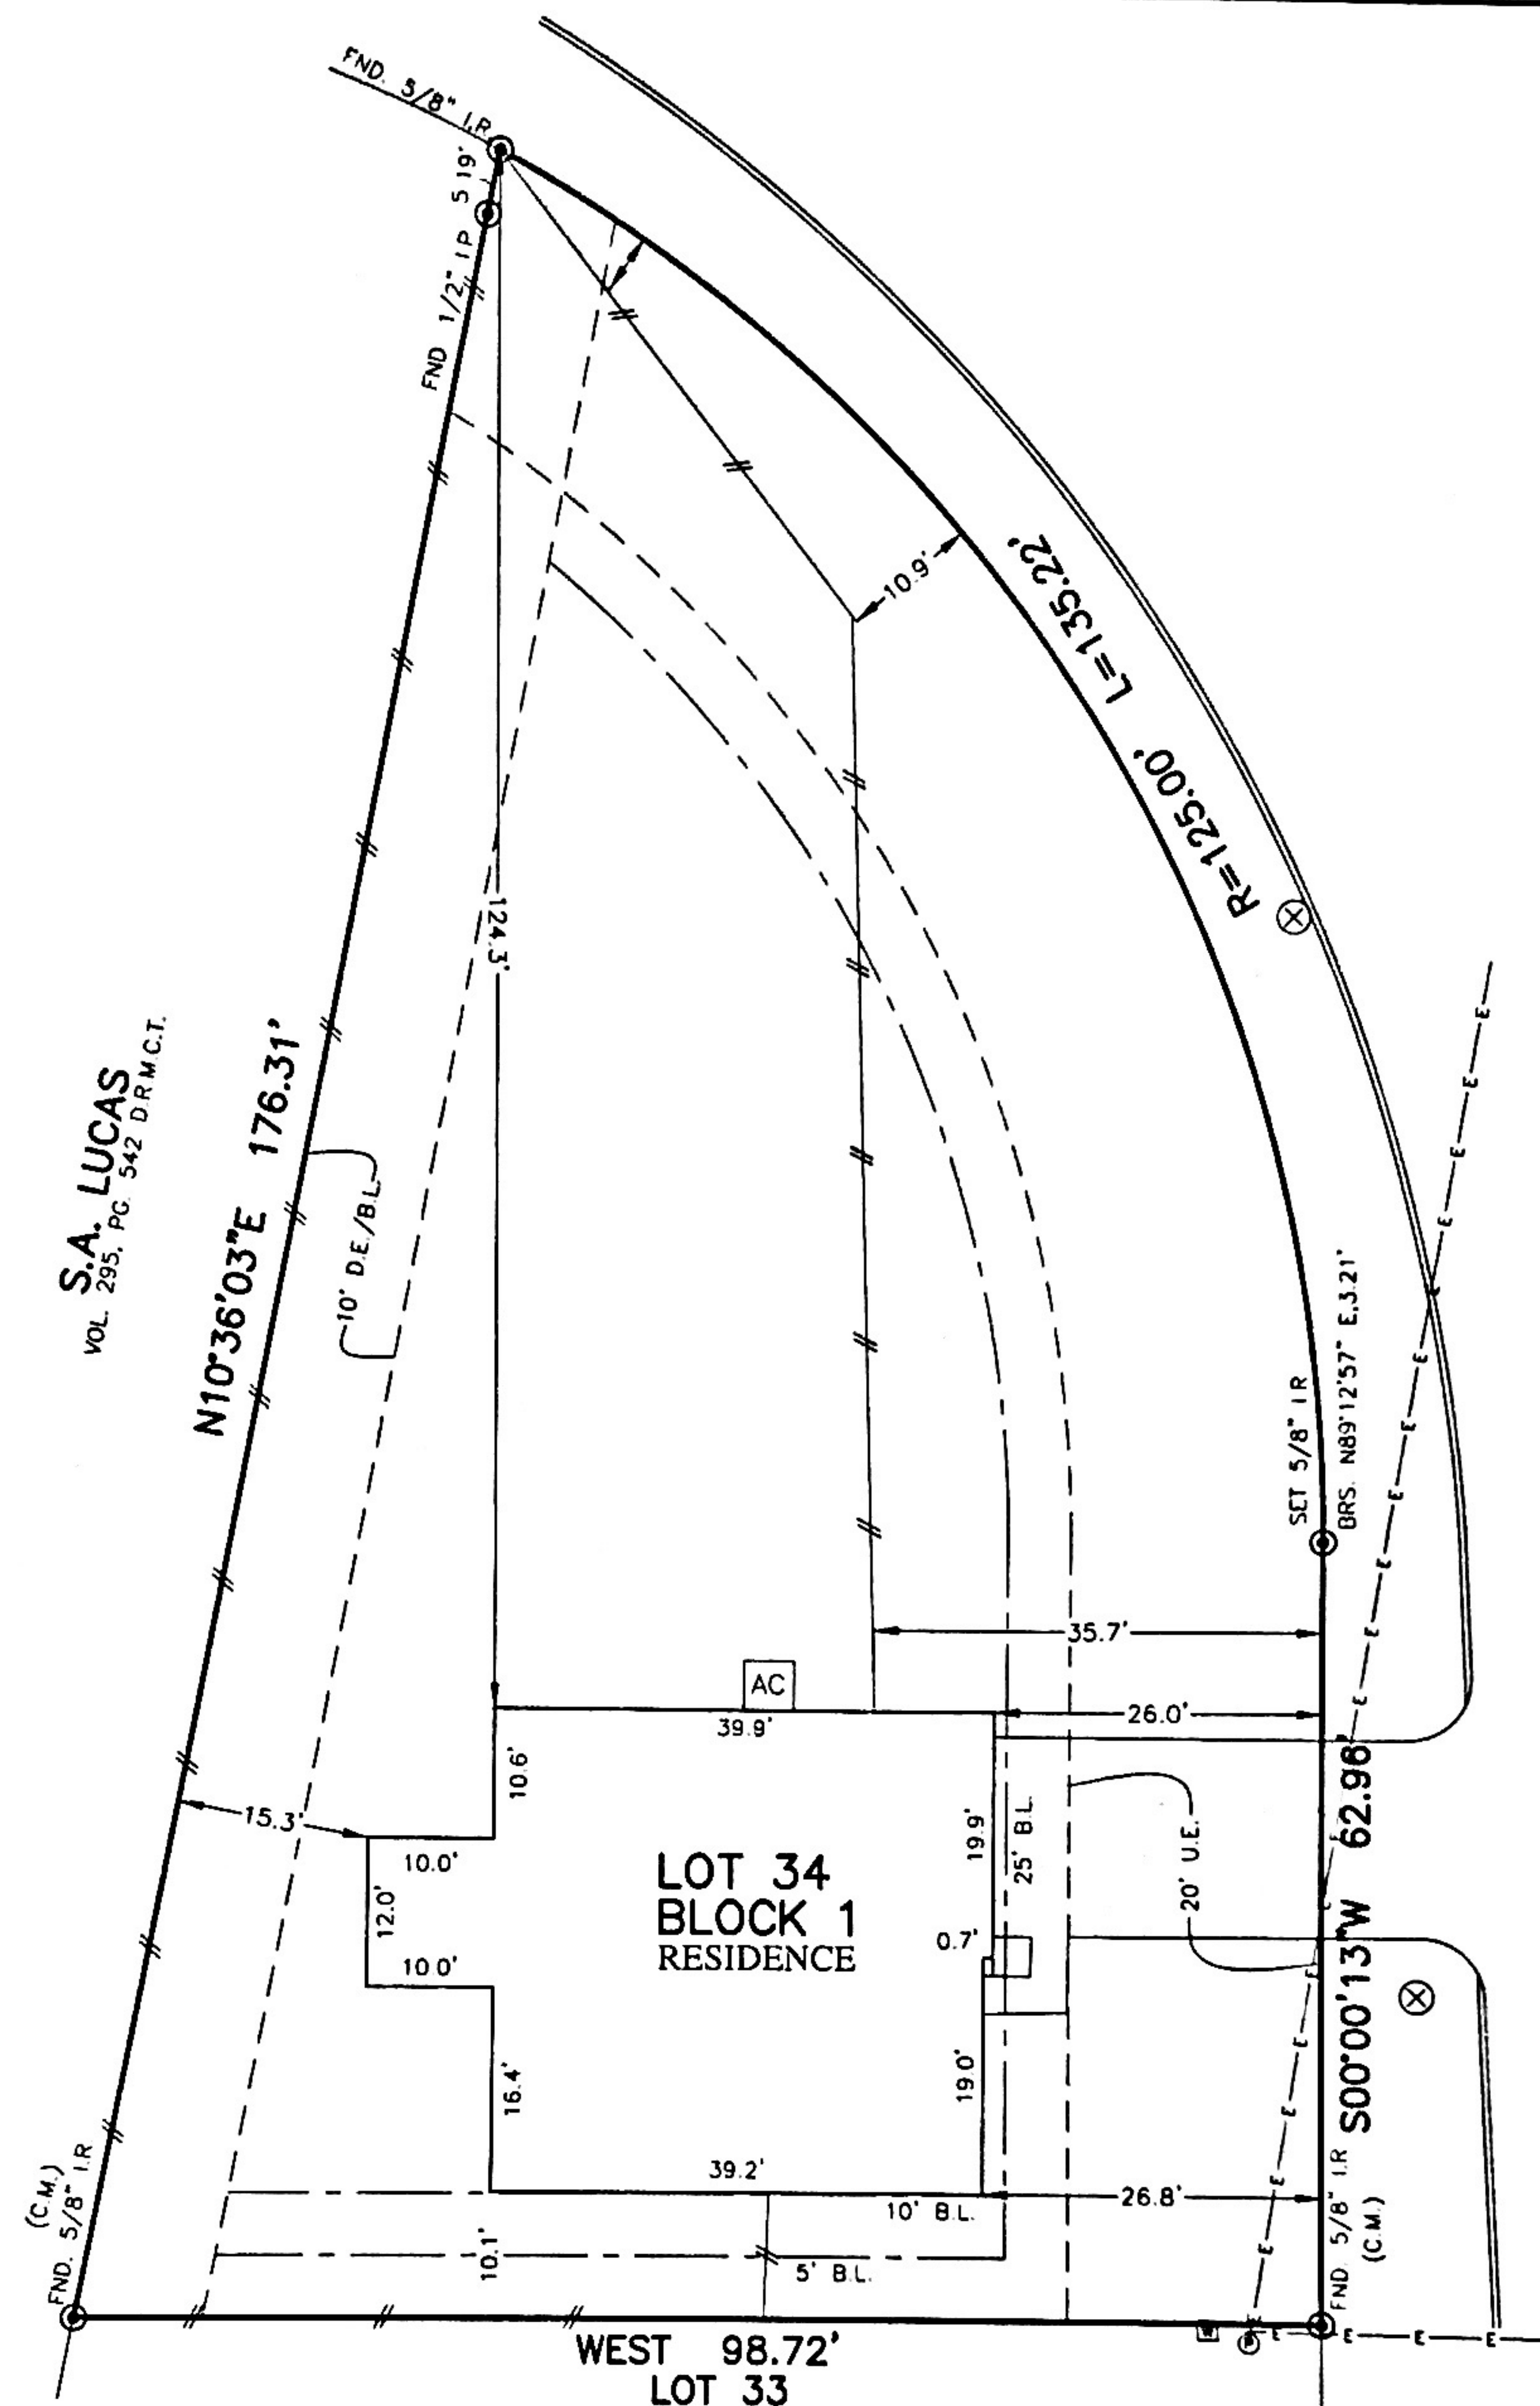 FND. 5/8" I.R
5 19'
FND 1/2" I P
10.9'
R=125.00' L=135.22'
124.3'
S.A. LUCAS
VOL. 295, PG. 542 D.R.M.C.T.
N10°36'03"E 176.31'
10' D.E./B.L.
SET 5/8" I.R
BRS. N89°12'57" E,3.21'
35.7'
AC
39.9'
26.0'
10.6'
15.3'
10.0'
12.0'
10 0'
19.9'
25' B.L.
20' U.E.
LOT 34
BLOCK 1
RESIDENCE
0.7'
S00°00'13"W 62.96
16.4'
19.0'
39.2'
10' B.L.
26.8'
10.1'
5' B.L.
(C.M.)
FND. 5/8" I.R
FND. 5/8" I.R
(C.M.)
W
P
E E E E E E E E E E E E E E E E E E E E
WEST 98.72'
LOT 33